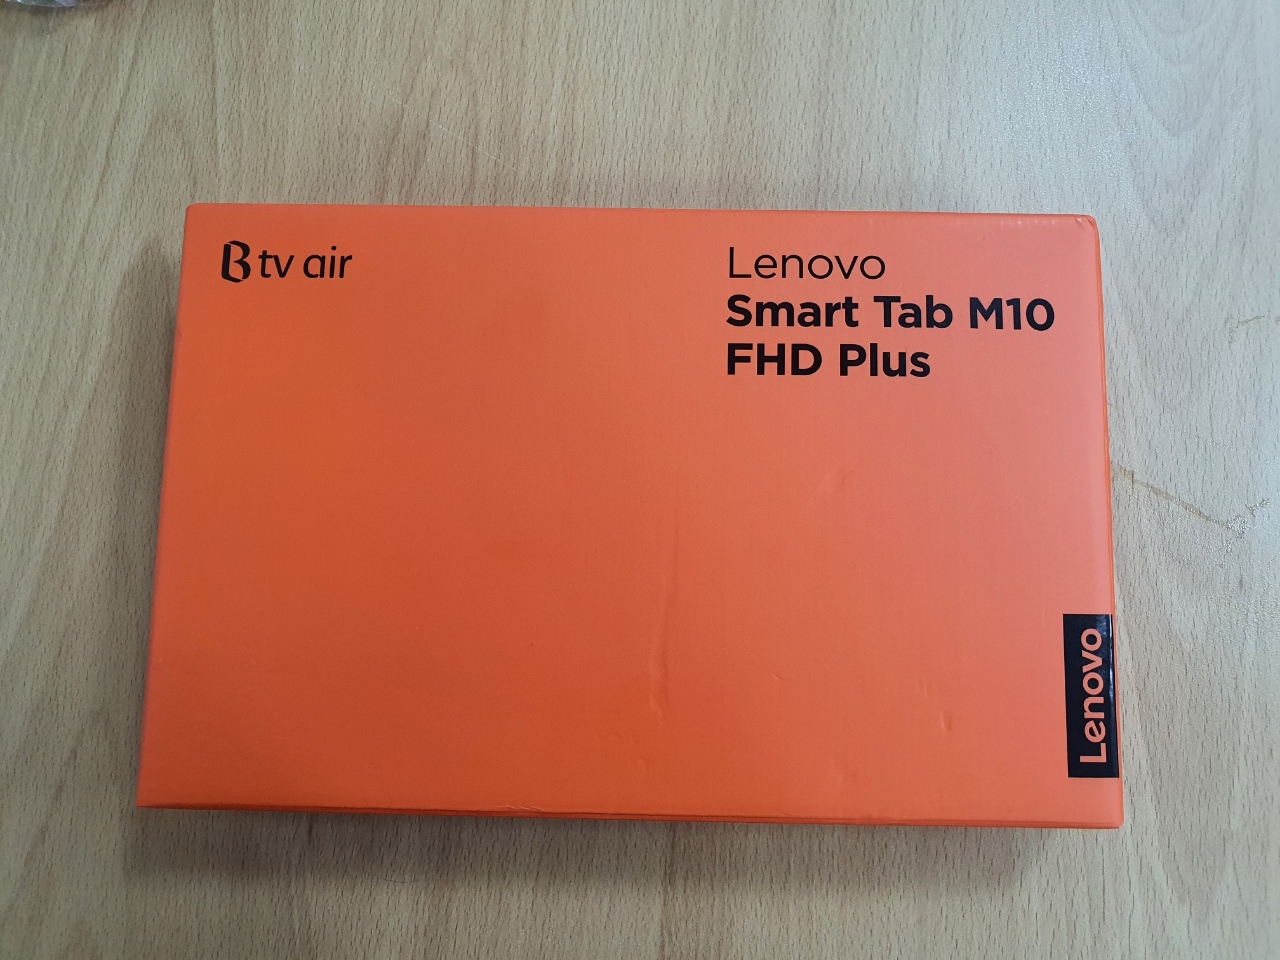 B tv air
Lenovo
Smart Tab M10
FHD Plus
Lenovo